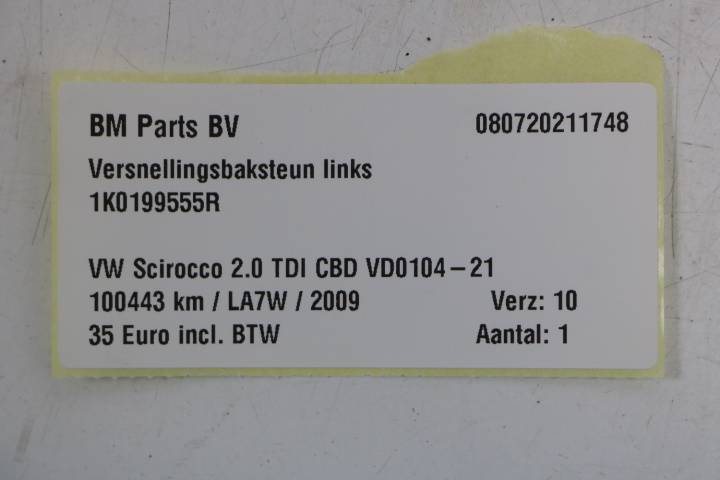 BM Parts BV 080720211748
Versnellingsbaksteun links
1K0199555R
VW Scirocco 2.0 TDI CBD VD0104-21
100443 km / LA7W / 2009 Verz: 10
35 Euro incl. BTW Aantal: 1